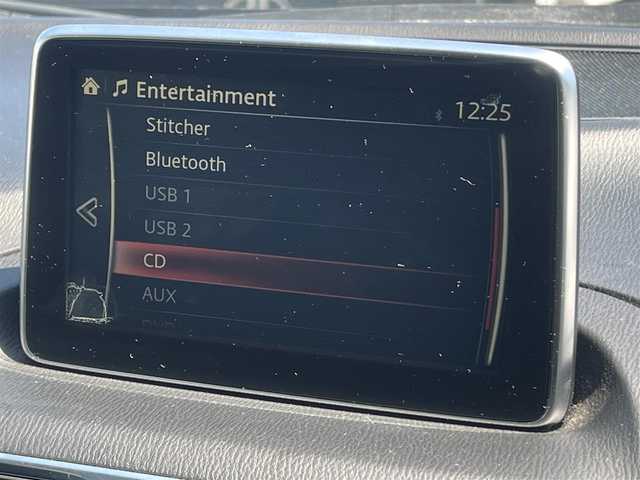 Entertainment
12:25
Stitcher
Bluetooth
USB 1
USB 2
CD
AUX